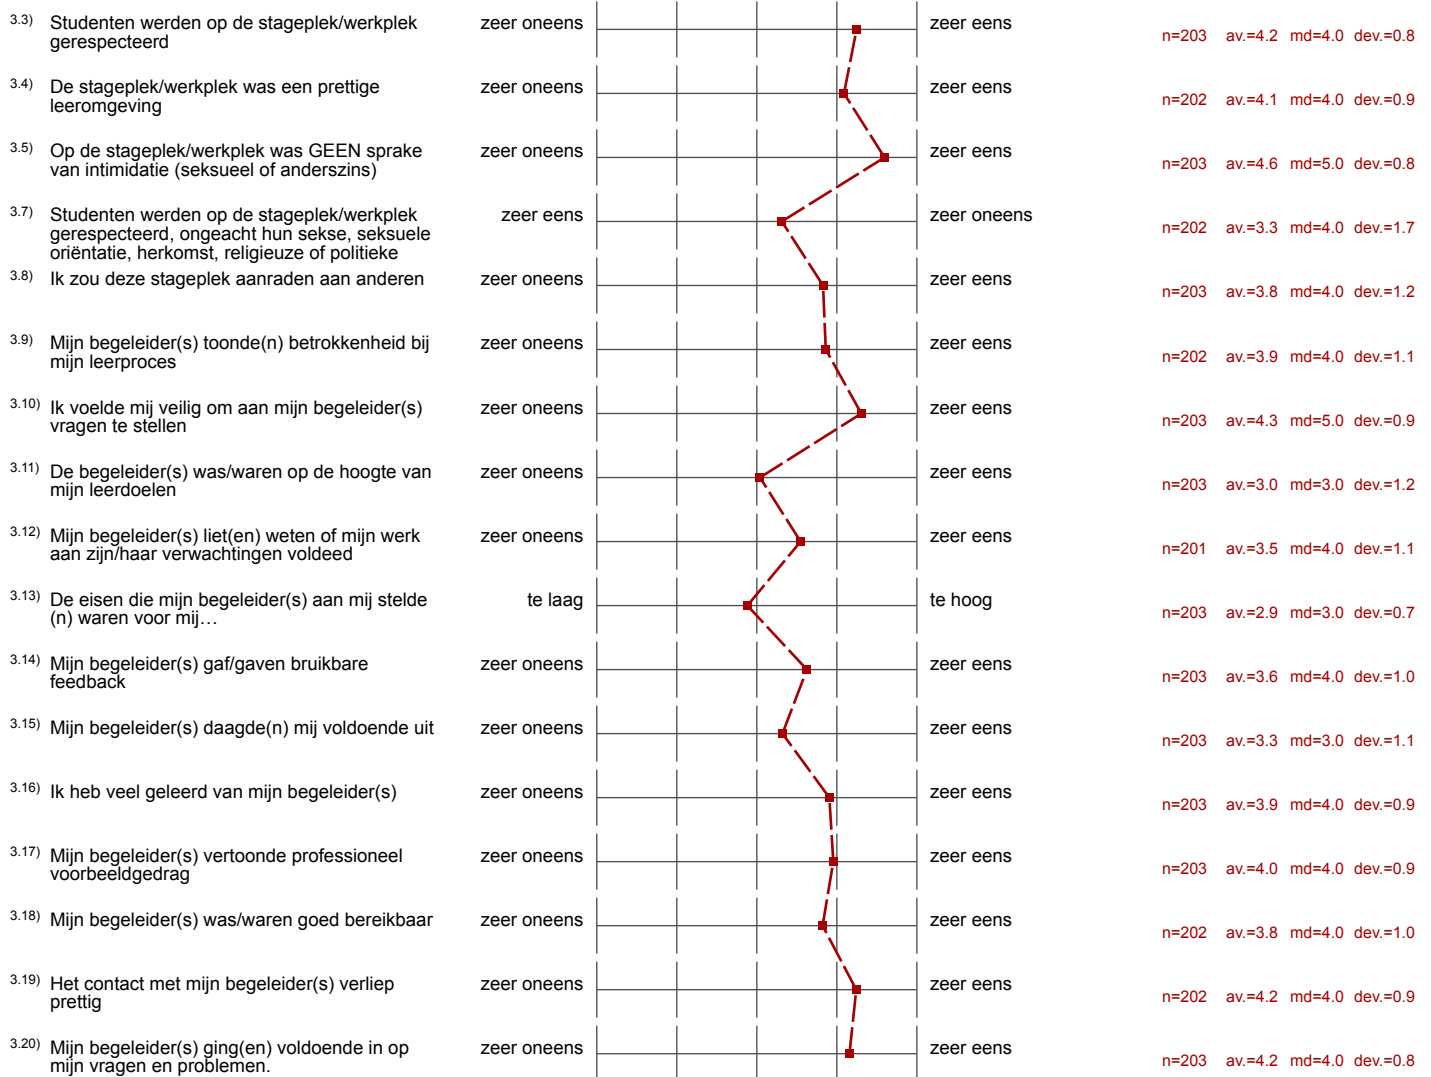 3.3) Studenten werden op de stageplek/werkplek zeer oneens zeer eens
gerespecteerd n=203 av.=4.2 md=4.0 dev.=0.8
3.4) De stageplek/werkplek was een prettige zeer oneens zeer eens
leeromgeving n=202 av.=4.1 md=4.0 dev.=0.9
3.5) Op de stageplek/werkplek was GEEN sprake zeer oneens zeer eens
van intimidatie (seksueel of anderszins) n=203 av.=4.6 md=5.0 dev.=0.8
3.7) Studenten werden op de stageplek/werkplek zeer eens zeer oneens
gerespecteerd, ongeacht hun sekse, seksuele n=202 av.=3.3 md=4.0 dev.=1.7
oriëntatie, herkomst, religieuze of politieke
3.8) Ik zou deze stageplek aanraden aan anderen zeer oneens zeer eens
n=203 av.=3.8 md=4.0 dev.=1.2
3.9) Mijn begeleider(s) toonde(n) betrokkenheid bij zeer oneens zeer eens
mijn leerproces n=202 av.=3.9 md=4.0 dev.=1.1
3.10) Ik voelde mij veilig om aan mijn begeleider(s) zeer oneens zeer eens
vragen te stellen n=203 av.=4.3 md=5.0 dev.=0.9
3.11) De begeleider(s) was/waren op de hoogte van zeer oneens zeer eens
mijn leerdoelen n=203 av.=3.0 md=3.0 dev.=1.2
3.12) Mijn begeleider(s) liet(en) weten of mijn werk zeer oneens zeer eens
aan zijn/haar verwachtingen voldeed n=201 av.=3.5 md=4.0 dev.=1.1
3.13) De eisen die mijn begeleider(s) aan mij stelde te laag te hoog
(n) waren voor mij… n=203 av.=2.9 md=3.0 dev.=0.7
3.14) Mijn begeleider(s) gaf/gaven bruikbare zeer oneens zeer eens
feedback n=203 av.=3.6 md=4.0 dev.=1.0
3.15) Mijn begeleider(s) daagde(n) mij voldoende uit zeer oneens zeer eens
n=203 av.=3.3 md=3.0 dev.=1.1
3.16) Ik heb veel geleerd van mijn begeleider(s) zeer oneens zeer eens
n=203 av.=3.9 md=4.0 dev.=0.9
3.17) Mijn begeleider(s) vertoonde professioneel zeer oneens zeer eens
voorbeeldgedrag n=203 av.=4.0 md=4.0 dev.=0.9
3.18) Mijn begeleider(s) was/waren goed bereikbaar zeer oneens zeer eens
n=202 av.=3.8 md=4.0 dev.=1.0
3.19) Het contact met mijn begeleider(s) verliep zeer oneens zeer eens
prettig n=202 av.=4.2 md=4.0 dev.=0.9
3.20) Mijn begeleider(s) ging(en) voldoende in op zeer oneens zeer eens
mijn vragen en problemen. n=203 av.=4.2 md=4.0 dev.=0.8